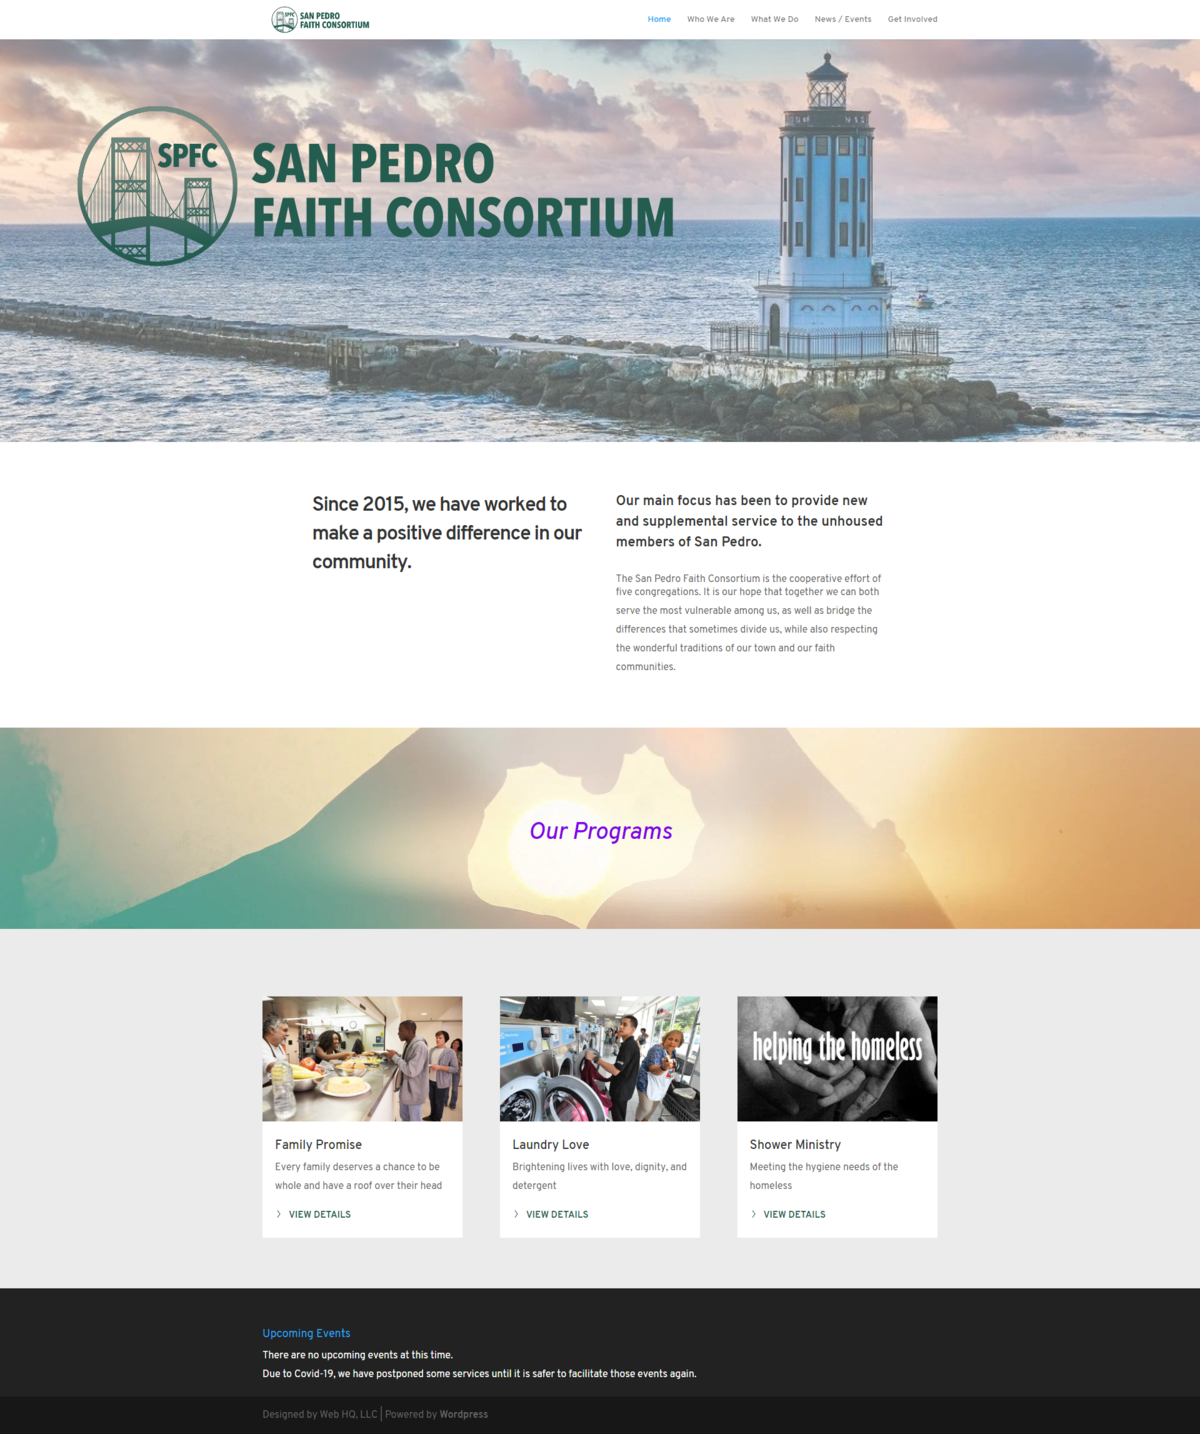 SPFC SAN PEDRO
FAITH CONSORTIUM
Home Who We Are What We Do News / Events Get Involved
SPFC
SAN PEDRO
FAITH CONSORTIUM
Since 2015, we have worked to
make a positive difference in our
community.
Our main focus has been to provide new
and supplemental service to the unhoused
members of San Pedro.
The San Pedro Faith Consortium is the cooperative effort of
five congregations. It is our hope that together we can both
serve the most vulnerable among us, as well as bridge the
differences that sometimes divide us, while also respecting
the wonderful traditions of our town and our faith
communities.
Our Programs
Family Promise
Every family deserves a chance to be
whole and have a roof over their head
VIEW DETAILS
Laundry Love
Brightening lives with love, dignity, and
detergent
VIEW DETAILS
helping the homeless
Shower Ministry
Meeting the hygiene needs of the
homeless
VIEW DETAILS
Upcoming Events
There are no upcoming events at this time.
Due to Covid-19, we have postponed some services until it is safer to facilitate those events again.
Designed by Web HQ, LLC | Powered by Wordpress